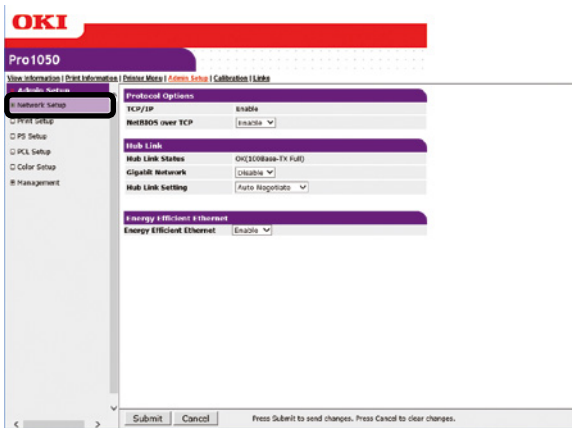 OKI
Pro1050
View Information | Print Information | Printer Menu | Admin Setup | Calibration | Links
Admin Setup
Network Setup
Print Setup
PS Setup
PCL Setup
Color Setup
Management
Protocol Options
TCP/IP Enable
NetBIOS over TCP Enable
Hub Link
Hub Link Status OK(100Base-TX Full)
Gigabit Network Disable
Hub Link Setting Auto Negotiate
Energy Efficient Ethernet
Energy Efficient Ethernet Enable
Submit Cancel Press Submit to send changes. Press Cancel to clear changes.